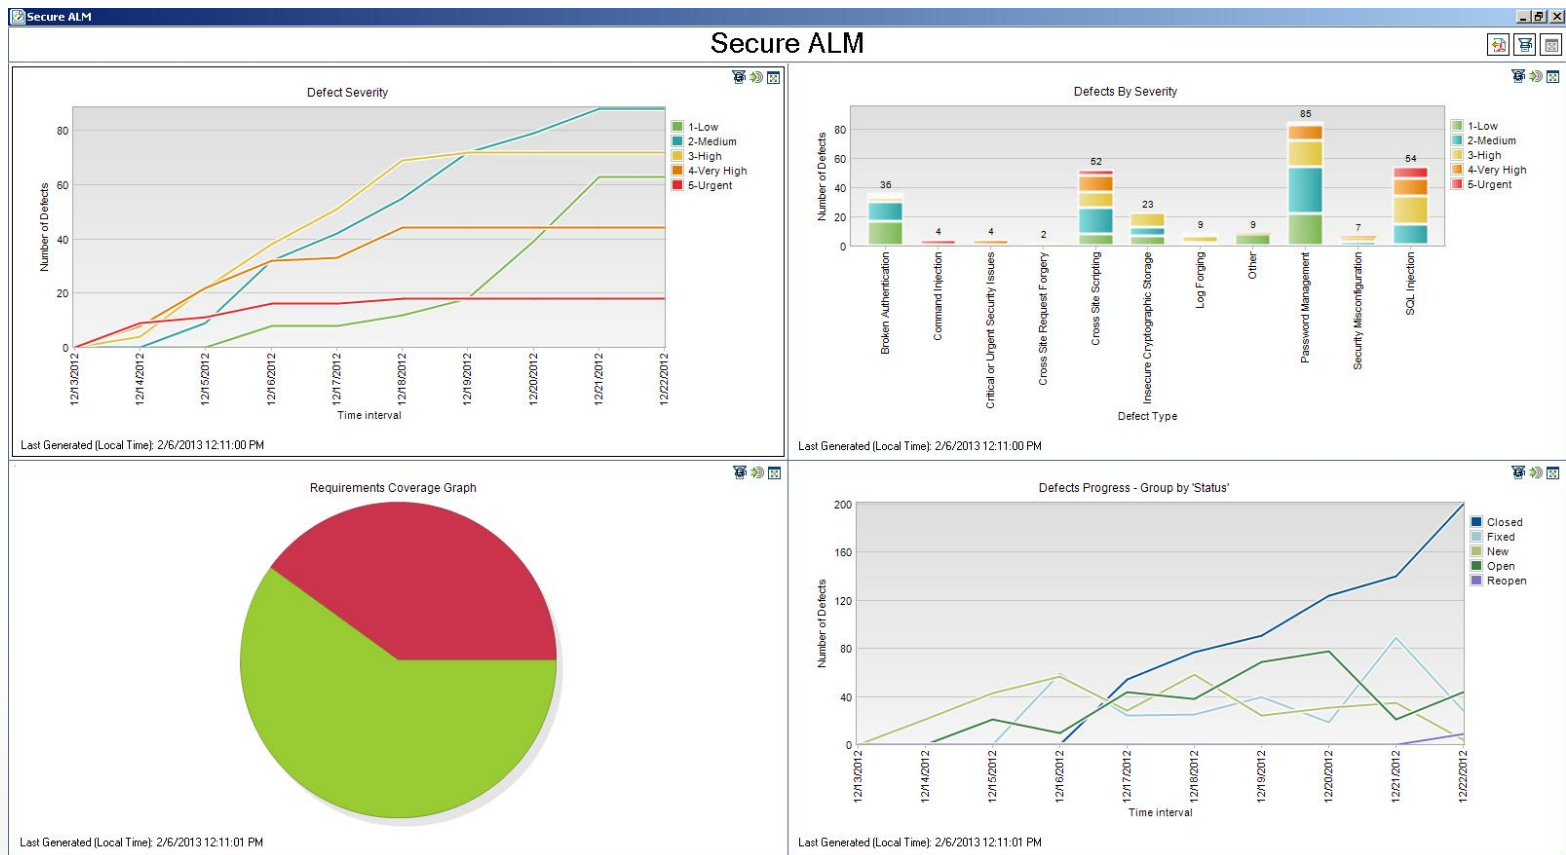 Secure ALM
Secure ALM
Defect Severity
Number of Defects
80
60
40
20
0
12/13/2012
12/14/2012
12/15/2012
12/16/2012
12/17/2012
12/18/2012
12/19/2012
12/20/2012
12/21/2012
12/22/2012
Time interval
1-Low
2-Medium
3-High
4-Very High
5-Urgent
Last Generated (Local Time): 2/6/2013 12:11:00 PM
Defects By Severity
Number of Defects
80
60
40
20
0
36
4
4
2
52
23
9
9
85
7
54
Broken Authentication
Command Injection
Critical or Urgent Security Issues
Cross Site Request Forgery
Cross Site Scripting
Insecure Cryptographic Storage
Log Forging
Other
Password Management
Security Misconfiguration
SQL Injection
Defect Type
1-Low
2-Medium
3-High
4-Very High
5-Urgent
Last Generated (Local Time): 2/6/2013 12:11:00 PM
Requirements Coverage Graph
Last Generated (Local Time): 2/6/2013 12:11:01 PM
Defects Progress - Group by 'Status'
Number of Defects
200
160
120
80
40
0
12/13/2012
12/14/2012
12/15/2012
12/16/2012
12/17/2012
12/18/2012
12/19/2012
12/20/2012
12/21/2012
12/22/2012
Time interval
Closed
Fixed
New
Open
Reopen
Last Generated (Local Time): 2/6/2013 12:11:01 PM